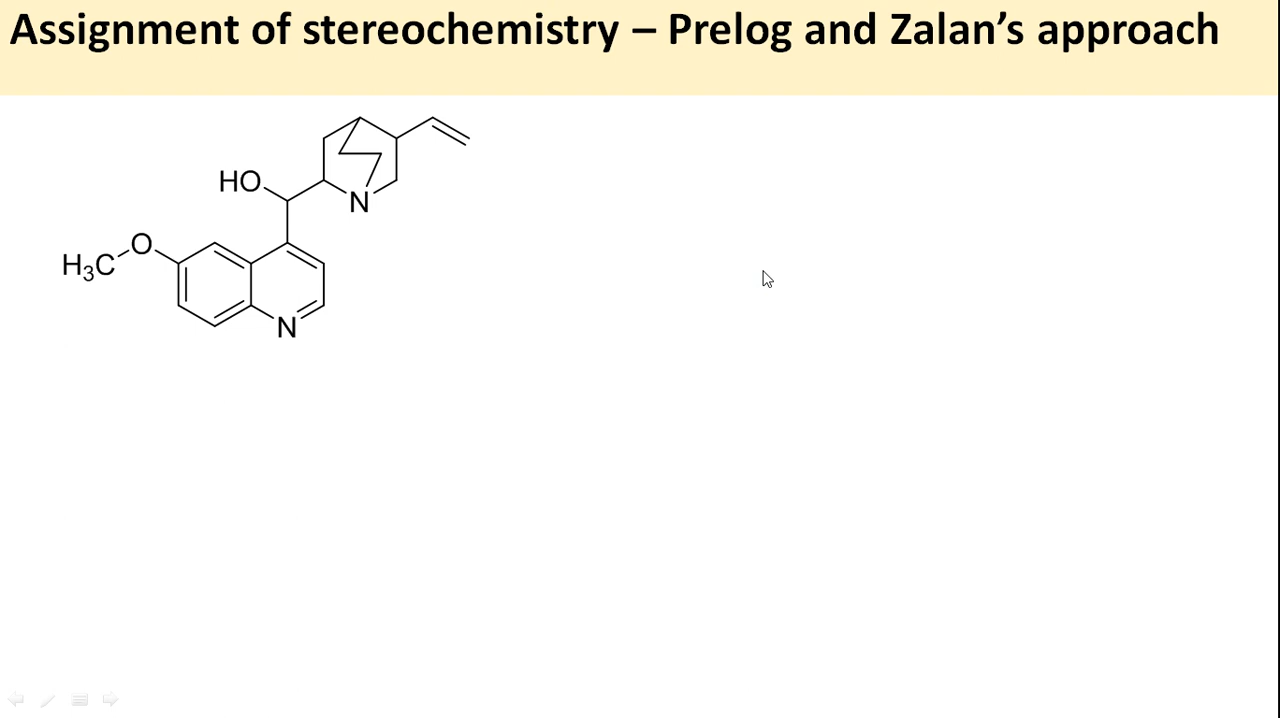 Assignment of stereochemistry – Prelog and Zalan’s approach
HO
N
O
H₃C
N